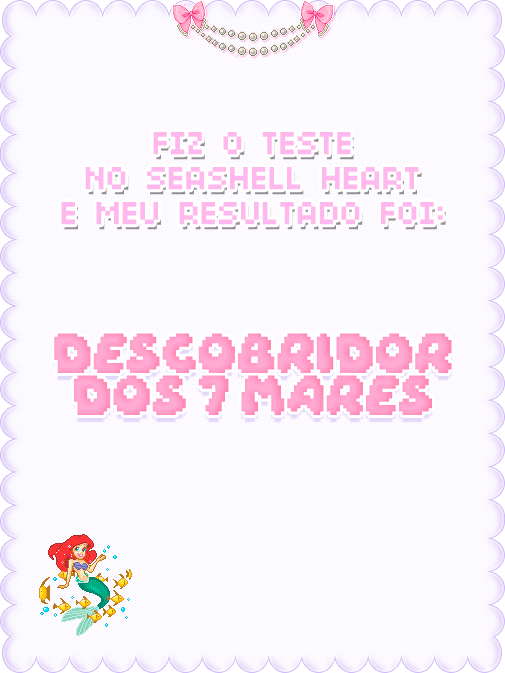 FIZ O TESTE
NO SEASHELL HEART
E MEU RESULTADO FOI:
DESCOBRIDOR
DOS 7 MARES